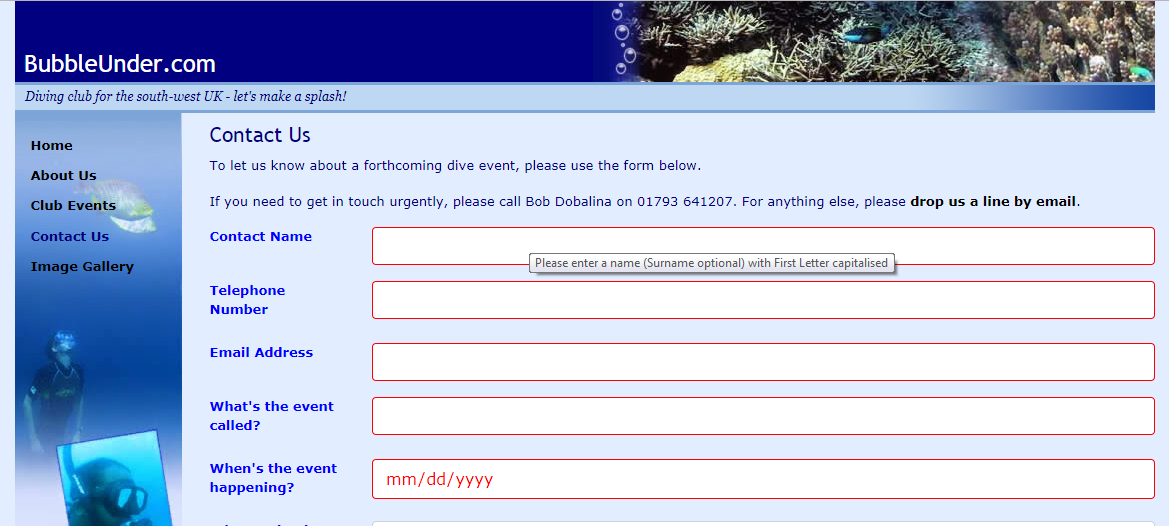 BubbleUnder.com
Diving club for the south-west UK - let's make a splash!
Home
About Us
Club Events
Contact Us
Image Gallery
Contact Us
To let us know about a forthcoming dive event, please use the form below.
If you need to get in touch urgently, please call Bob Dobalina on 01793 641207. For anything else, please drop us a line by email.
Contact Name
Please enter a name (Surname optional) with First Letter capitalised
Telephone
Number
Email Address
What's the event
called?
When's the event
happening?
mm/dd/yyyy